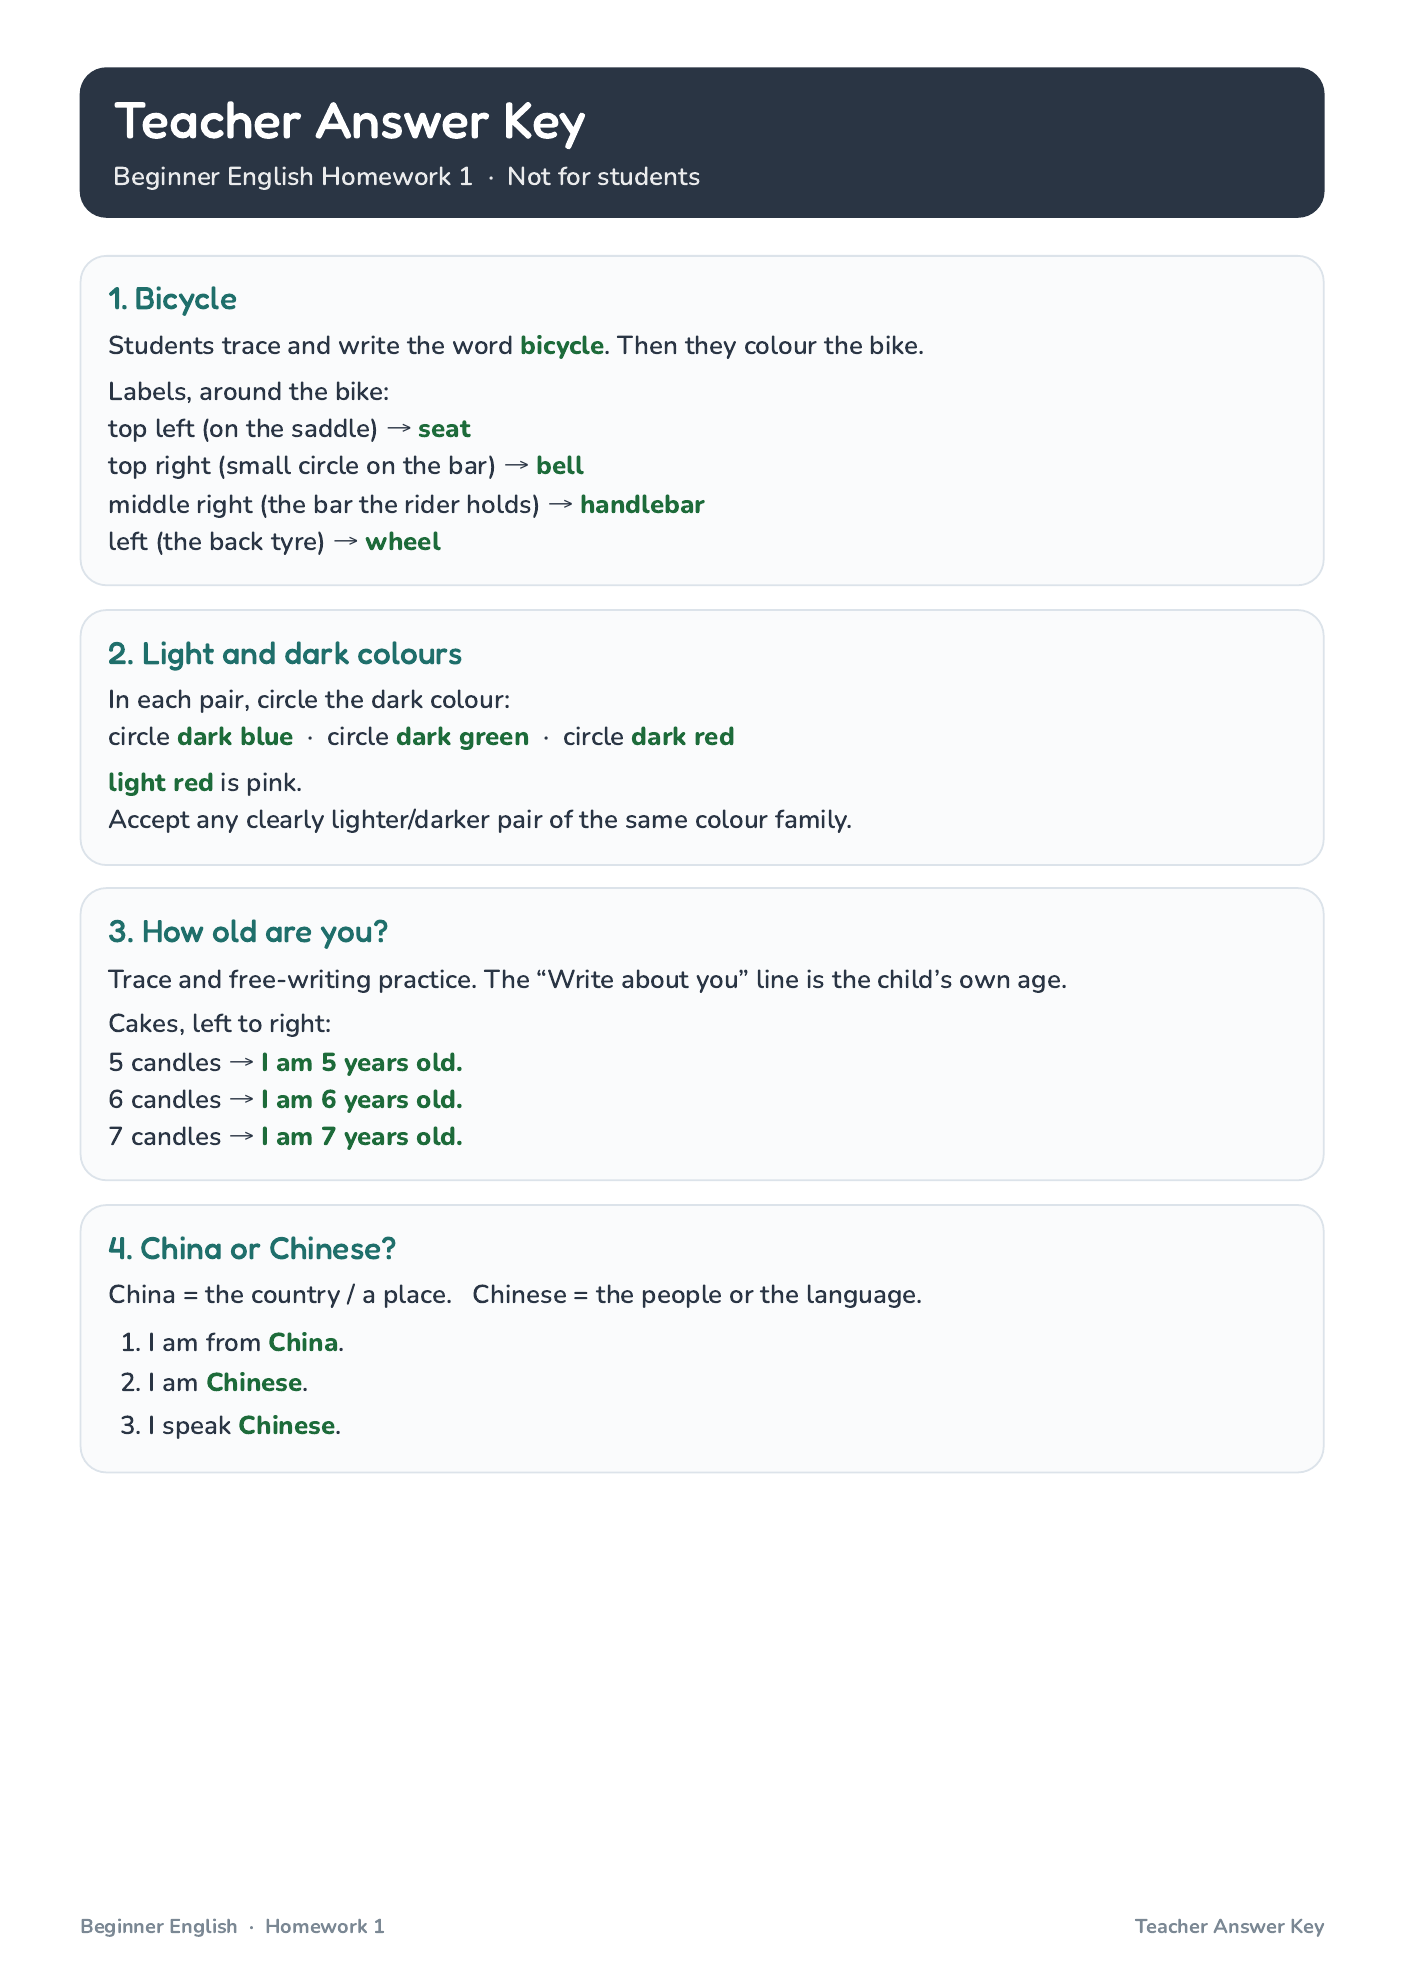 Teacher Answer Key
Beginner English Homework 1 · Not for students
1. Bicycle
Students trace and write the word bicycle. Then they colour the bike.
Labels, around the bike:
top left (on the saddle) → seat
top right (small circle on the bar) → bell
middle right (the bar the rider holds) → handlebar
left (the back tyre) → wheel
2. Light and dark colours
In each pair, circle the dark colour:
circle dark blue · circle dark green · circle dark red
light red is pink.
Accept any clearly lighter/darker pair of the same colour family.
3. How old are you?
Trace and free-writing practice. The “Write about you” line is the child’s own age.
Cakes, left to right:
5 candles → I am 5 years old.
6 candles → I am 6 years old.
7 candles → I am 7 years old.
4. China or Chinese?
China = the country / a place. Chinese = the people or the language.
1. I am from China.
2. I am Chinese.
3. I speak Chinese.
Beginner English · Homework 1
Teacher Answer Key